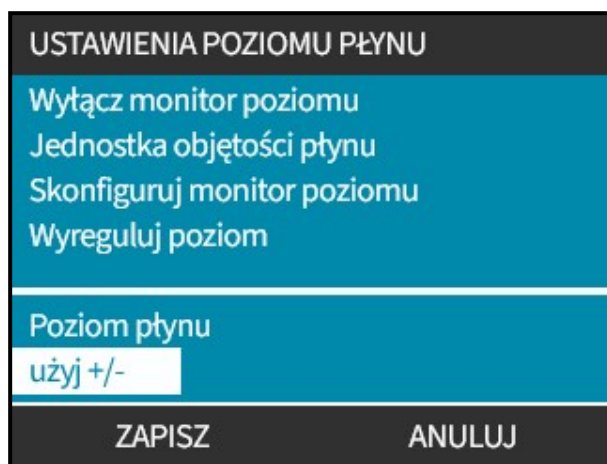 USTAWIENIA POZIOMU PŁYNU
Wyłącz monitor poziomu
Jednostka objętości płynu
Skonfiguruj monitor poziomu
Wyreguluj poziom
Poziom płynu
użyj +/-
ZAPISZ ANULUJ